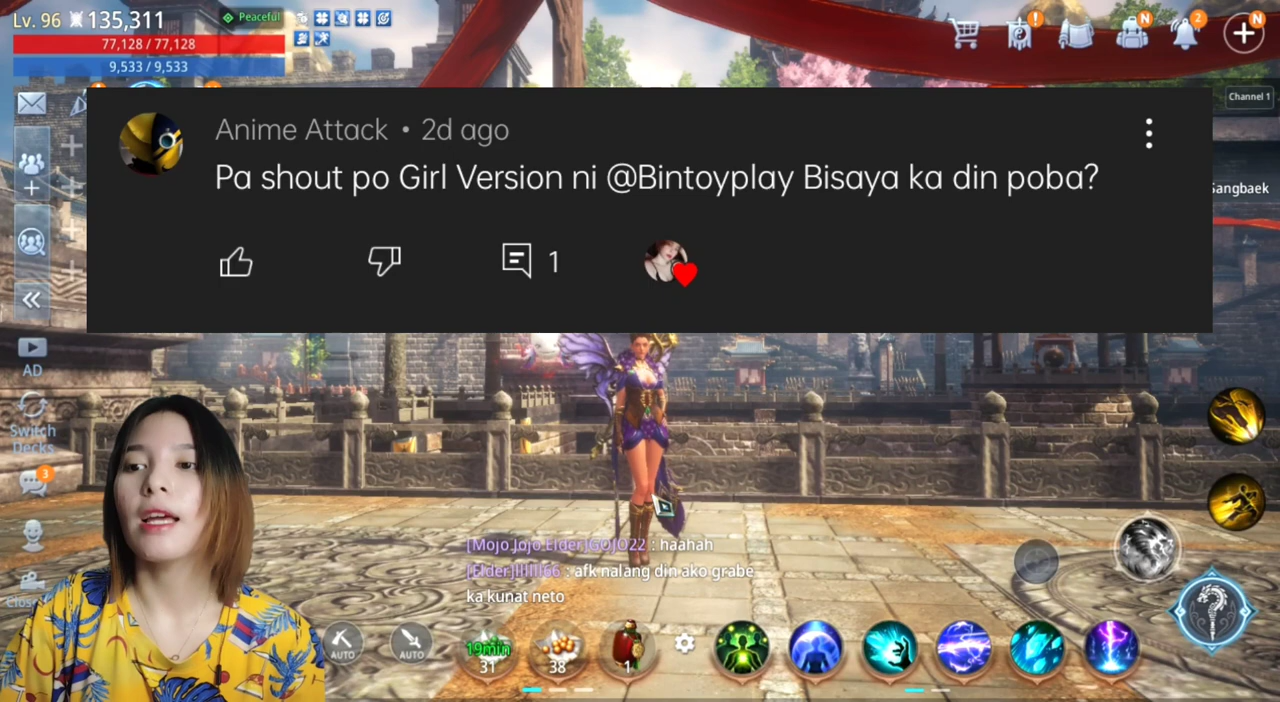 Lv. 96 135,311
Peaceful
77,128 / 77,128
9,533 / 9,533
N
2
N
Channel 1
Anime Attack • 2d ago
Pa shout po Girl Version ni @Bintoyplay Bisaya ka din poba?
1
Sangbaek
AD
Switch
Decks
3
[Mojo Jojo Elder]GOJO22 : haahah
: afk nalang din ako grabe
ka kunat neto
AUTO
AUTO
19min
31
38
1